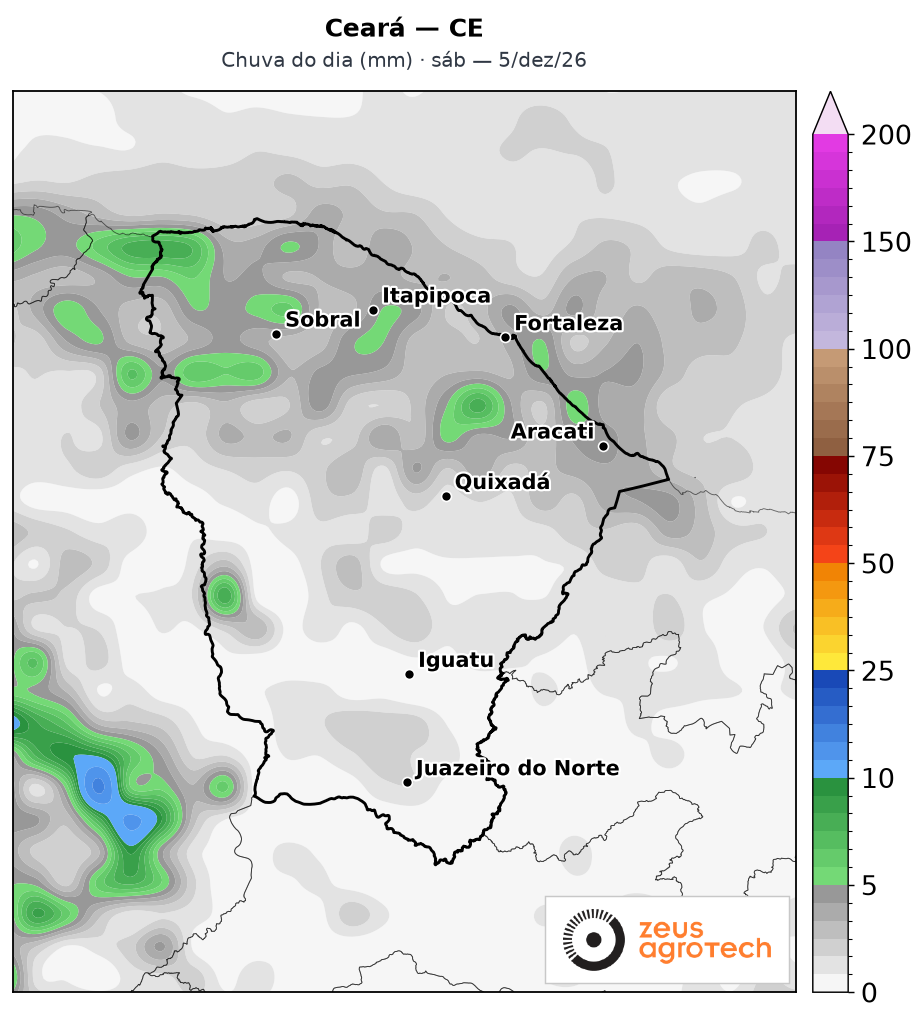 Ceará — CE
Chuva do dia (mm) · sáb — 5/dez/26
200
150
100
75
50
25
10
5
0
Itapipoca
Sobral
Fortaleza
Aracati
Quixadá
Iguatu
Juazeiro do Norte
zeus
agrotech